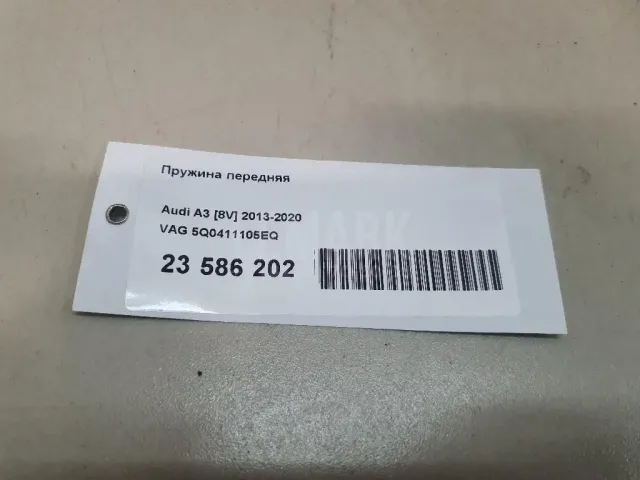 Пружина передняя
Audi A3 [8V] 2013-2020
VAG 5Q0411105EQ
23 586 202